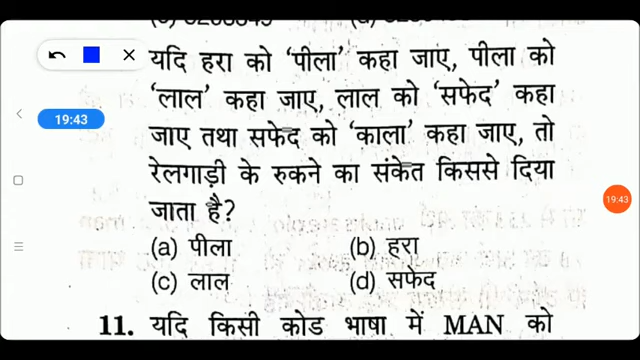 यदि हरा को 'पीला' कहा जाए, पीला को
'लाल' कहा जाए, लाल को 'सफेद' कहा
19:43
जाए तथा सफेद को 'काला' कहा जाए, तो
रेलगाड़ी के रुकने का संकेत किससे दिया
19:43
जाता है?
(a) पीला (b) हरा
(c) लाल (d) सफेद
11. यदि किसी कोड भाषा में MAN को